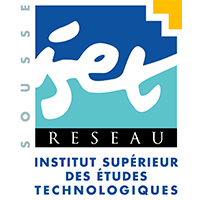 SOUSSE
iset
RESEAU
INSTITUT SUPÉRIEUR
DES ÉTUDES
TECHNOLOGIQUES